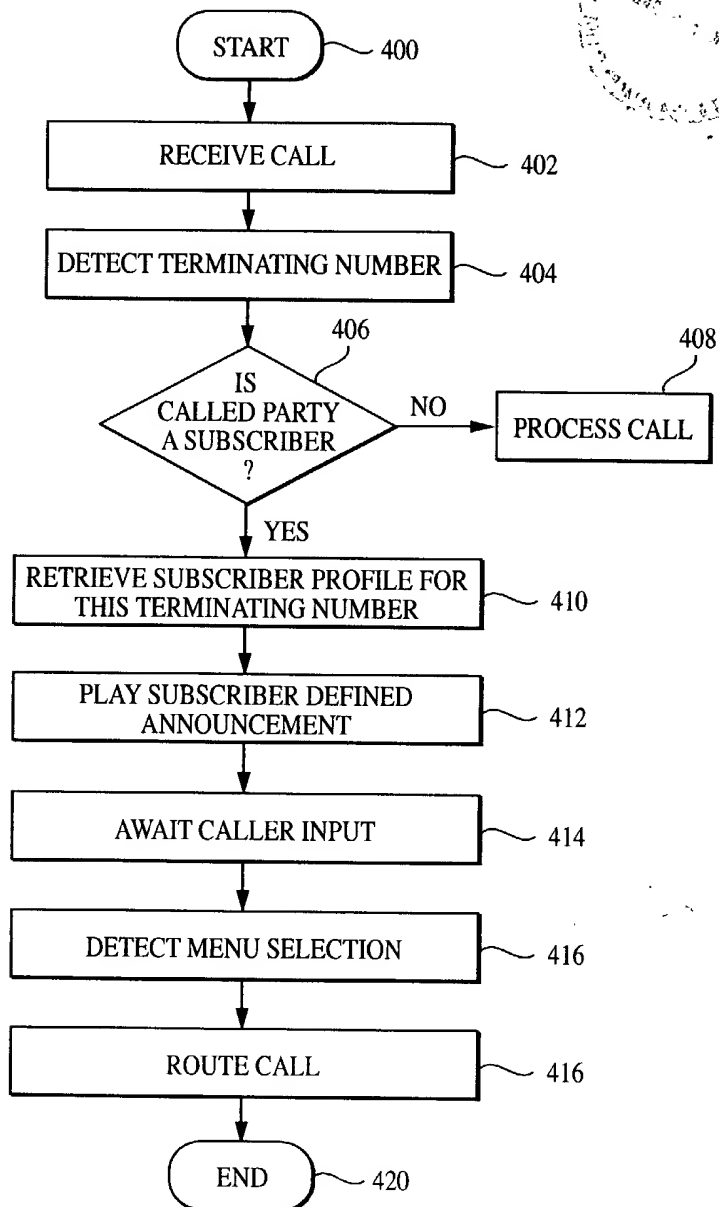 START
400
RECEIVE CALL
402
DETECT TERMINATING NUMBER
404
406
IS
CALLED PARTY
A SUBSCRIBER
?
NO
408
PROCESS CALL
YES
RETRIEVE SUBSCRIBER PROFILE FOR
THIS TERMINATING NUMBER
410
PLAY SUBSCRIBER DEFINED
ANNOUNCEMENT
412
AWAIT CALLER INPUT
414
DETECT MENU SELECTION
416
ROUTE CALL
416
END
420